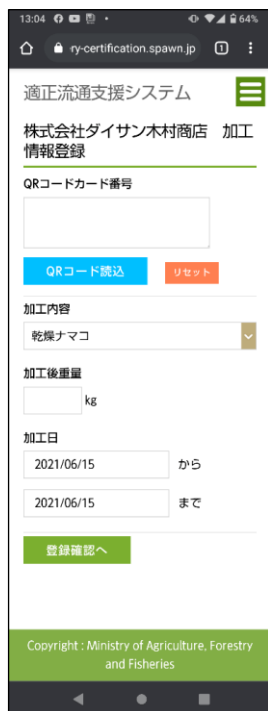 13:04
64%
ry-certification.spawn.jp
1
適正流通支援システム
株式会社ダイサン木村商店　加工
情報登録
QRコードカード番号
QRコード読込
リセット
加工内容
乾燥ナマコ
加工後重量
kg
加工日
2021/06/15 から
2021/06/15 まで
登録確認へ
Copyright : Ministry of Agriculture, Forestry
and Fisheries